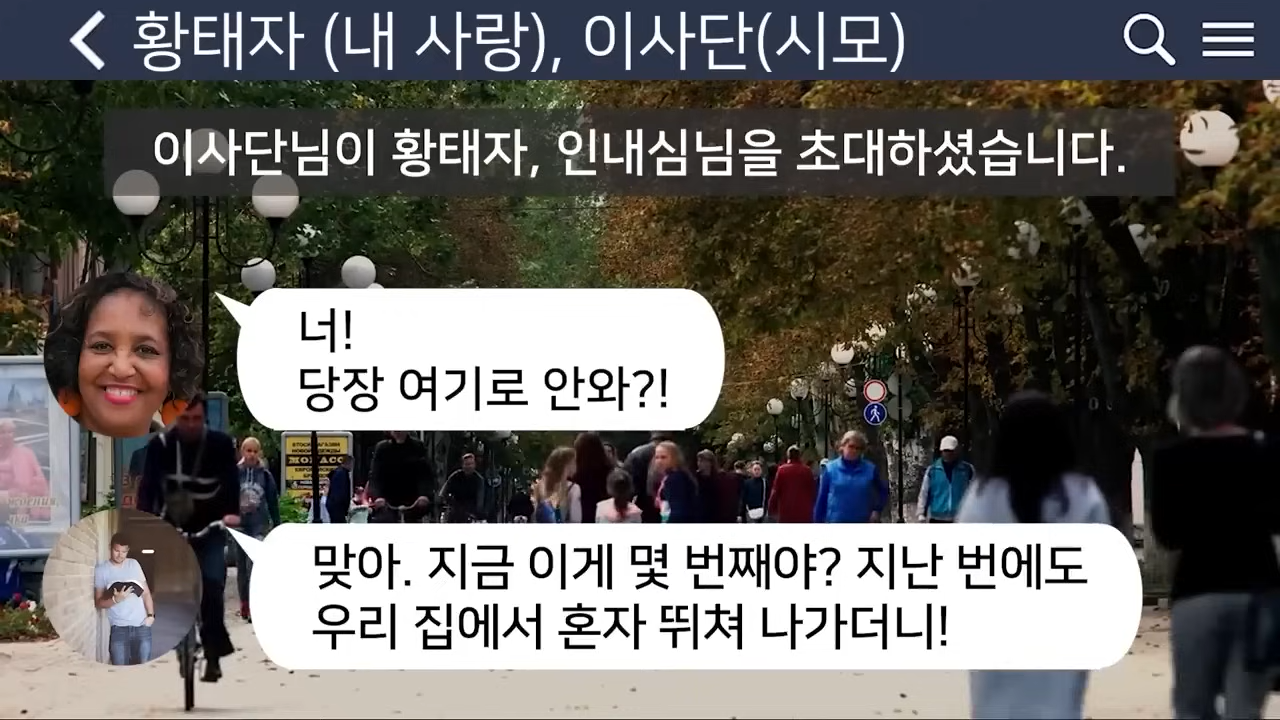 황태자 (내 사랑), 이사단(시모)
이사단님이 황태자, 인내심님을 초대하셨습니다.
너!
당장 여기로 안와?!
맞아. 지금 이게 몇 번째야? 지난 번에도
우리 집에서 혼자 뛰쳐 나가더니!